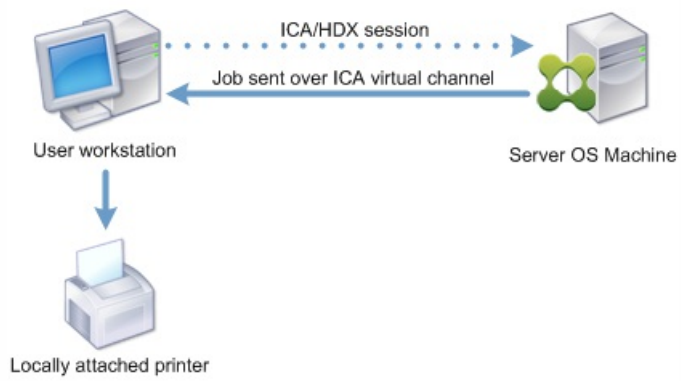 ICA/HDX session
Job sent over ICA virtual channel
User workstation
Server OS Machine
Locally attached printer